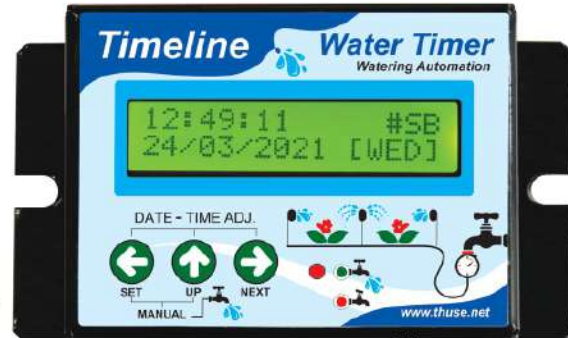 Timeline
Water Timer
Watering Automation
12:49:11 #SB
24/03/2021 [WED]
DATE - TIME ADJ.
SET UP NEXT
MANUAL
www.thuse.net